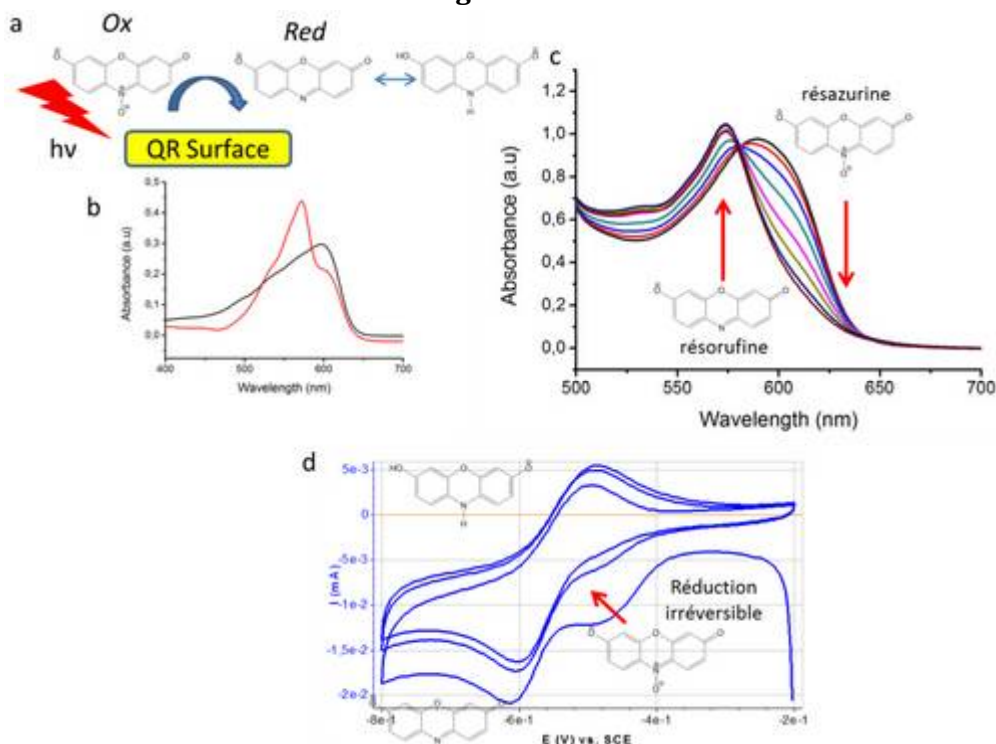 a
Ox
Red
hν
QR Surface
b
Absorbance (a.u)
0,5
0,4
0,3
0,2
0,1
0,0
400
500
600
700
Wavelength (nm)
c
Absorbance (a.u)
1,2
1,0
0,8
0,6
0,4
0,2
0,0
500
550
600
650
700
Wavelength (nm)
résazurine
résorufine
d
I (mA)
5e-3
0
-5e-3
-1e-2
-1,5e-2
-2e-2
-8e-1
-6e-1
-4e-1
-2e-1
E (V) vs. SCE
Réduction
irréversible
HO
O
N
H